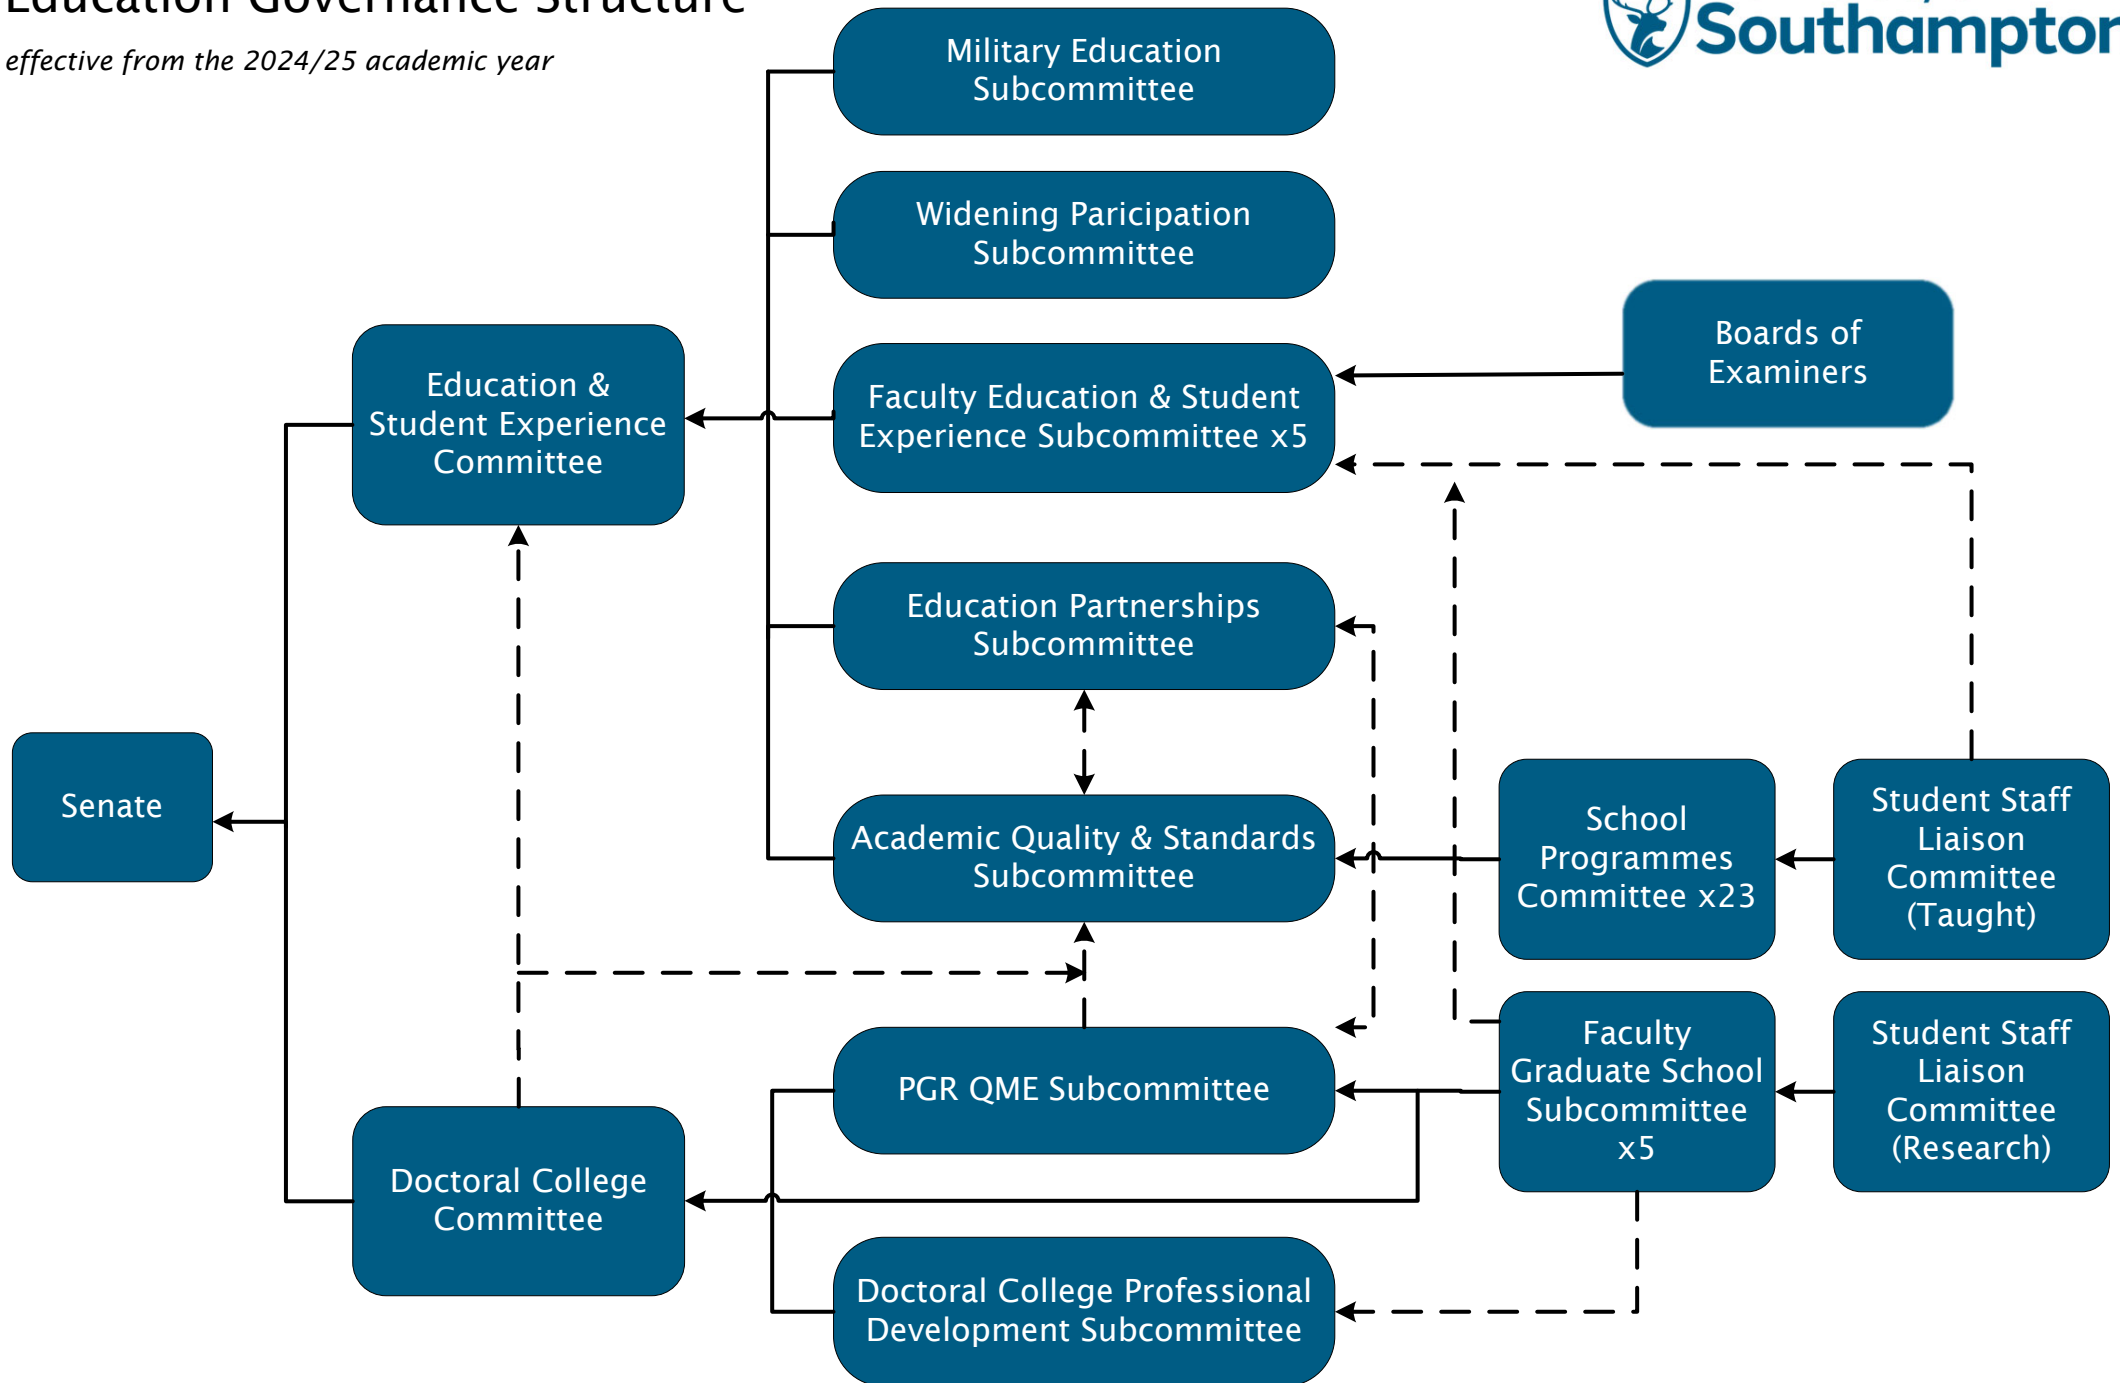 Education Governance Structure
effective from the 2024/25 academic year
Southampton
Military Education
Subcommittee
Widening Paricipation
Subcommittee
Boards of
Examiners
Education &
Student Experience
Committee
Faculty Education & Student
Experience Subcommittee x5
Education Partnerships
Subcommittee
Senate
Academic Quality & Standards
Subcommittee
School
Programmes
Committee x23
Student Staff
Liaison
Committee
(Taught)
PGR QME Subcommittee
Faculty
Graduate School
Subcommittee
x5
Student Staff
Liaison
Committee
(Research)
Doctoral College
Committee
Doctoral College Professional
Development Subcommittee